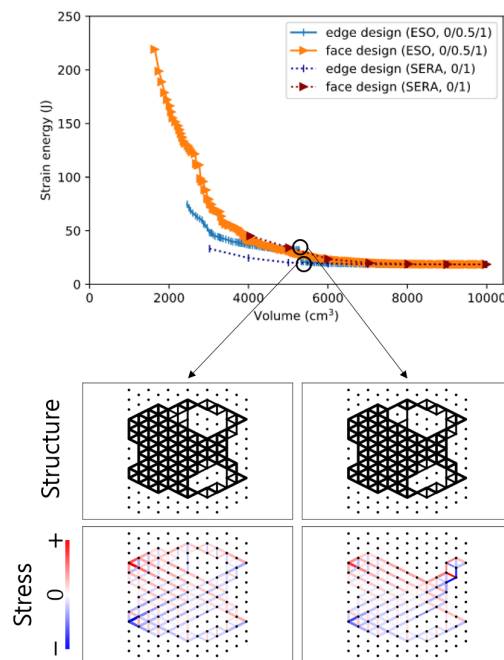 250
200
150
100
50
0
Strain energy (J)
edge design (ESO, 0/0.5/1)
face design (ESO, 0/0.5/1)
edge design (SERA, 0/1)
face design (SERA, 0/1)
0 2000 4000 6000 8000 10000
Volume (cm³)
Structure
Stress
+
0
−